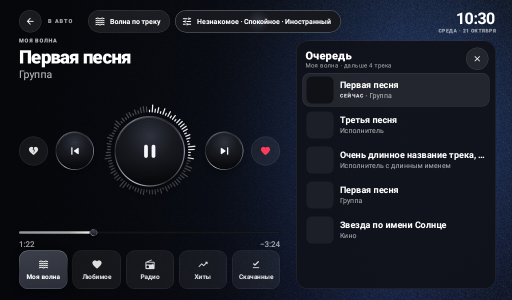 В АВТО
Волна по треку
Незнакомое · Спокойное · Иностранный
10:30
СРЕДА · 21 ОКТЯБРЯ
МОЯ ВОЛНА
Первая песня
Группа
1:22
−3:24
Моя волна
Любимое
Радио
Хиты
Скачанные
Очередь
Моя волна · дальше 4 трека
Первая песня
СЕЙЧАС · Группа
Третья песня
Исполнитель
Очень длинное название трека, …
Исполнитель с длинным именем
Первая песня
Группа
Звезда по имени Солнце
Кино